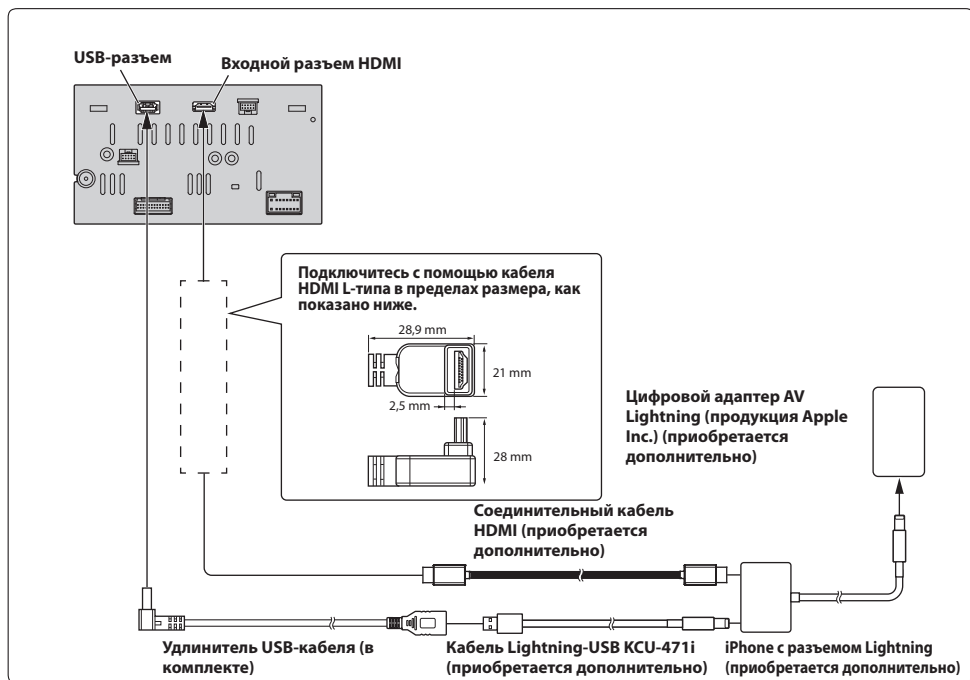 USB-разъем
Входной разъем HDMI
Подключитесь с помощью кабеля
HDMI L-типа в пределах размера, как
показано ниже.
28,9 mm
21 mm
2,5 mm
28 mm
Цифровой адаптер AV
Lightning (продукция Apple
Inc.) (приобретается
дополнительно)
Соединительный кабель
HDMI (приобретается
дополнительно)
Удлинитель USB-кабеля (в
комплекте)
Кабель Lightning-USB KCU-471i
(приобретается дополнительно)
iPhone с разъемом Lightning
(приобретается дополнительно)